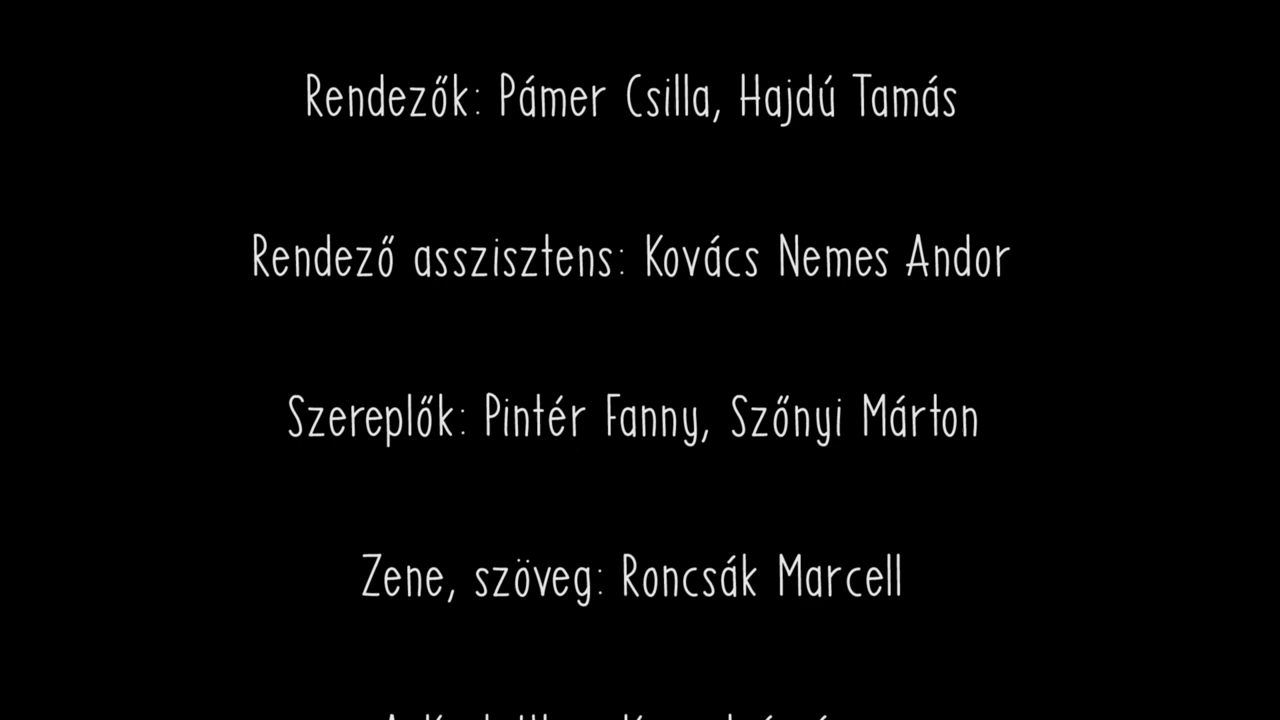 Rendezők: Pámer Csilla, Hajdú Tamás
Rendező asszisztens: Kovács Nemes Andor
Szereplők: Pintér Fanny, Szőnyi Márton
Zene, szöveg: Roncsák Marcell